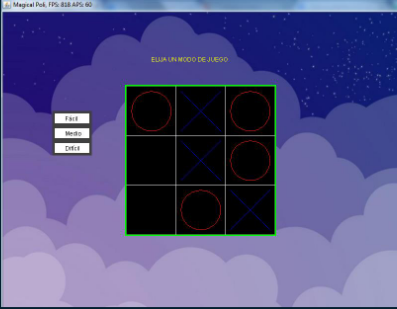 Magical Poli, FPS: 818 APS: 60
ELIJA UN MODO DE JUEGO
Fácil
Medio
Difícil